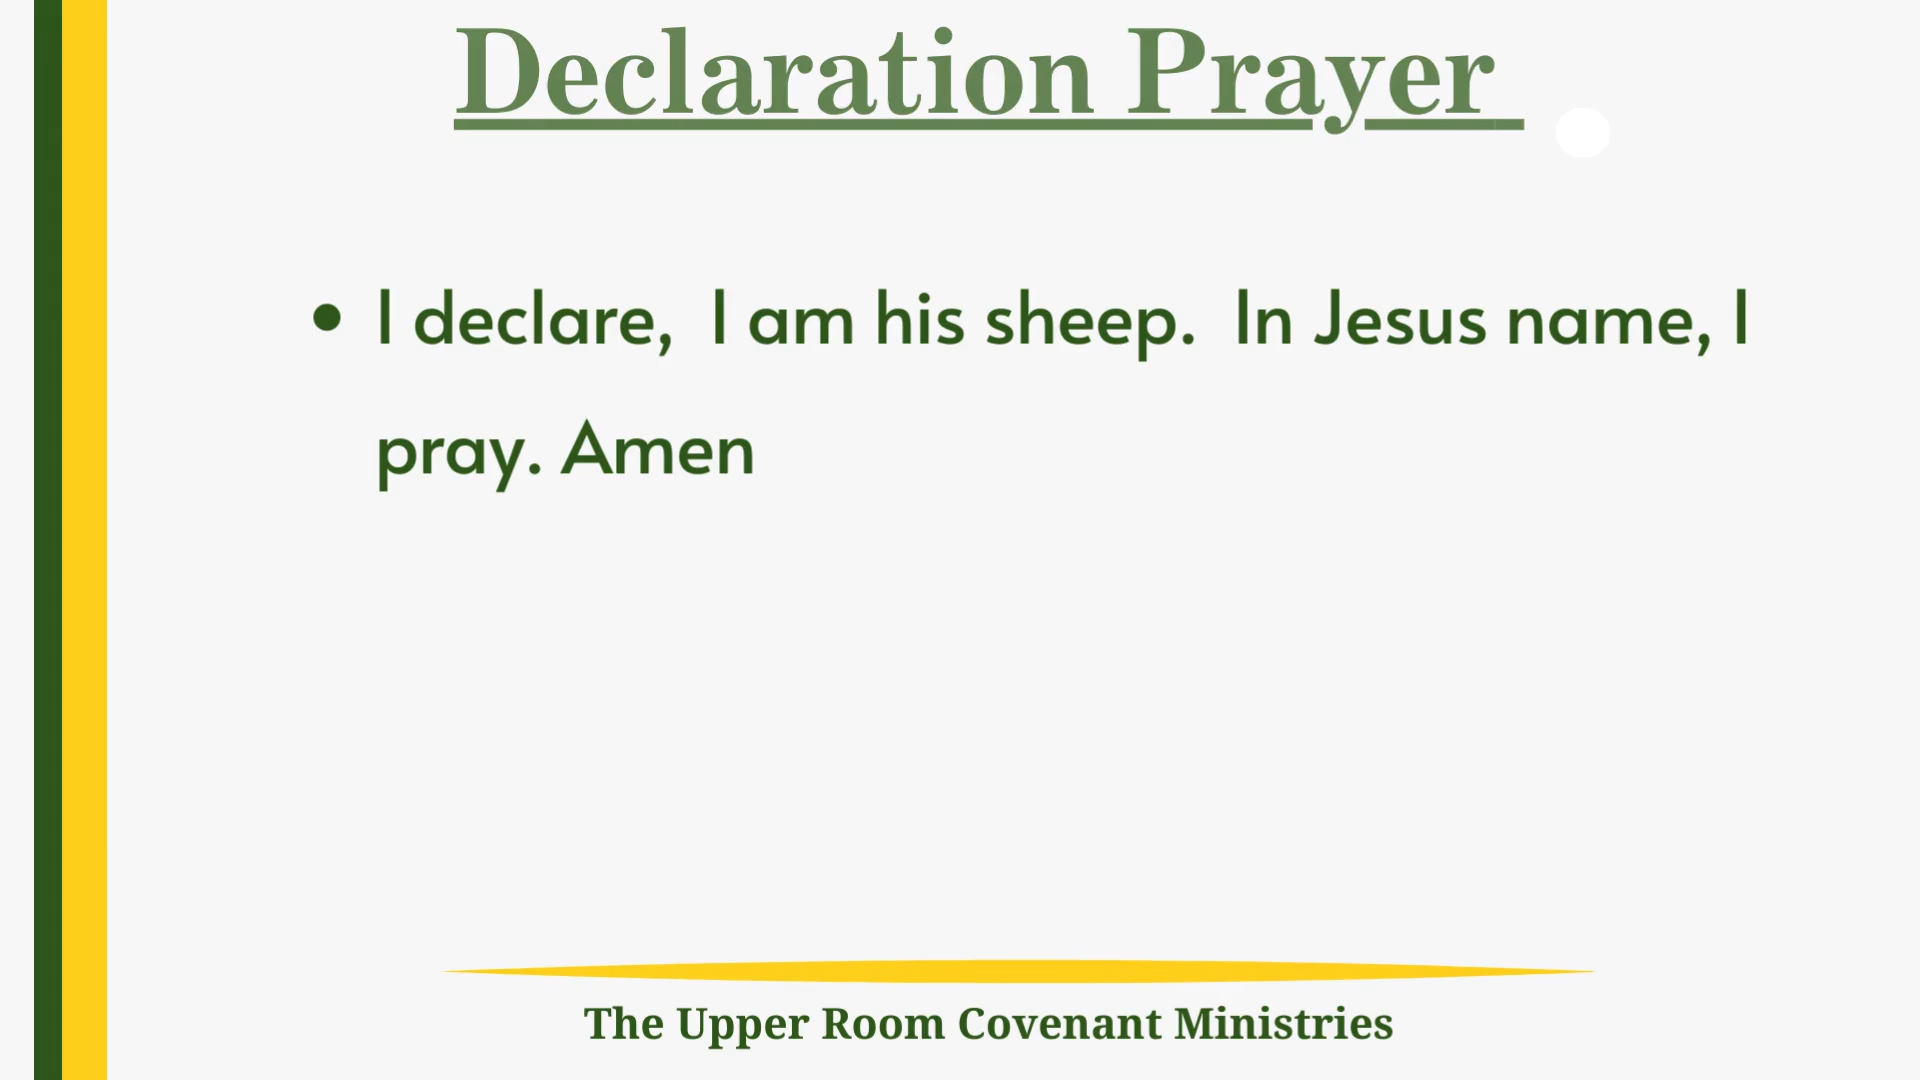 Declaration Prayer
• I declare,  I am his sheep.  In Jesus name, I
pray. Amen
The Upper Room Covenant Ministries